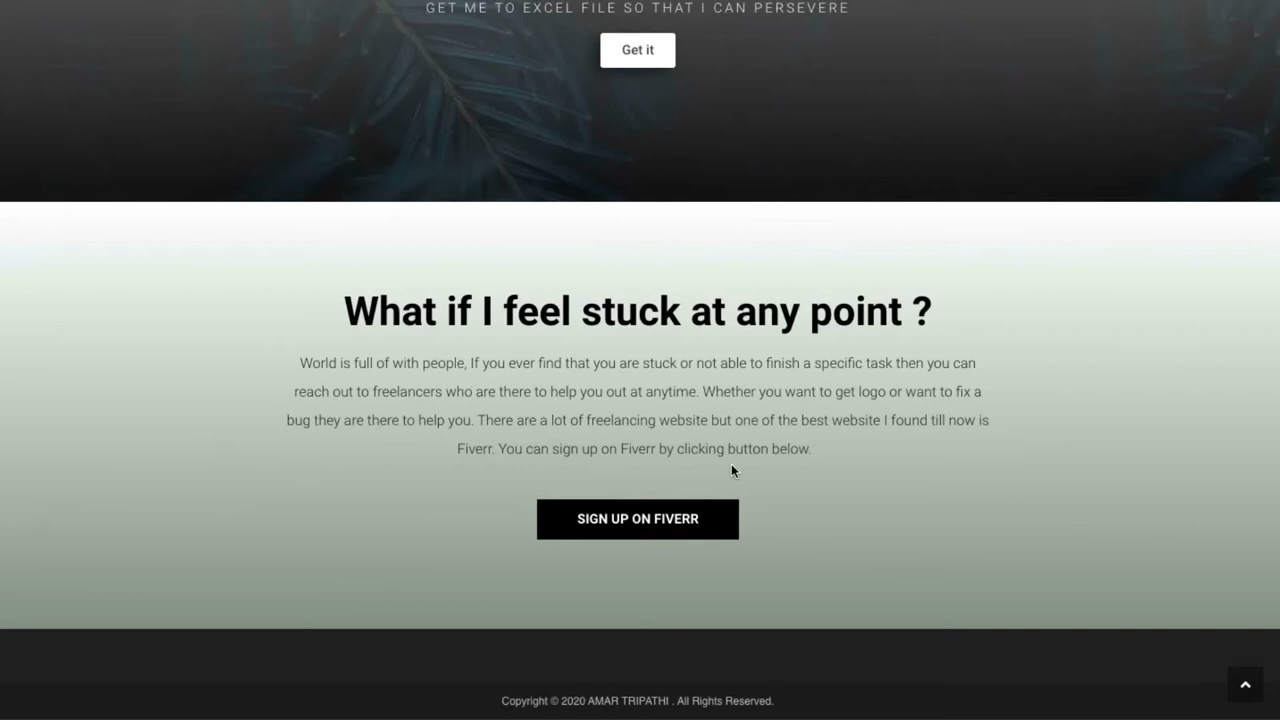 GET ME TO EXCEL FILE SO THAT I CAN PERSEVERE
Get it
What if I feel stuck at any point ?
World is full of with people, If you ever find that you are stuck or not able to finish a specific task then you can
reach out to freelancers who are there to help you out at anytime. Whether you want to get logo or want to fix a
bug they are there to help you. There are a lot of freelancing website but one of the best website I found till now is
Fiverr. You can sign up on Fiverr by clicking button below.
SIGN UP ON FIVERR
Copyright © 2020 AMAR TRIPATHI . All Rights Reserved.